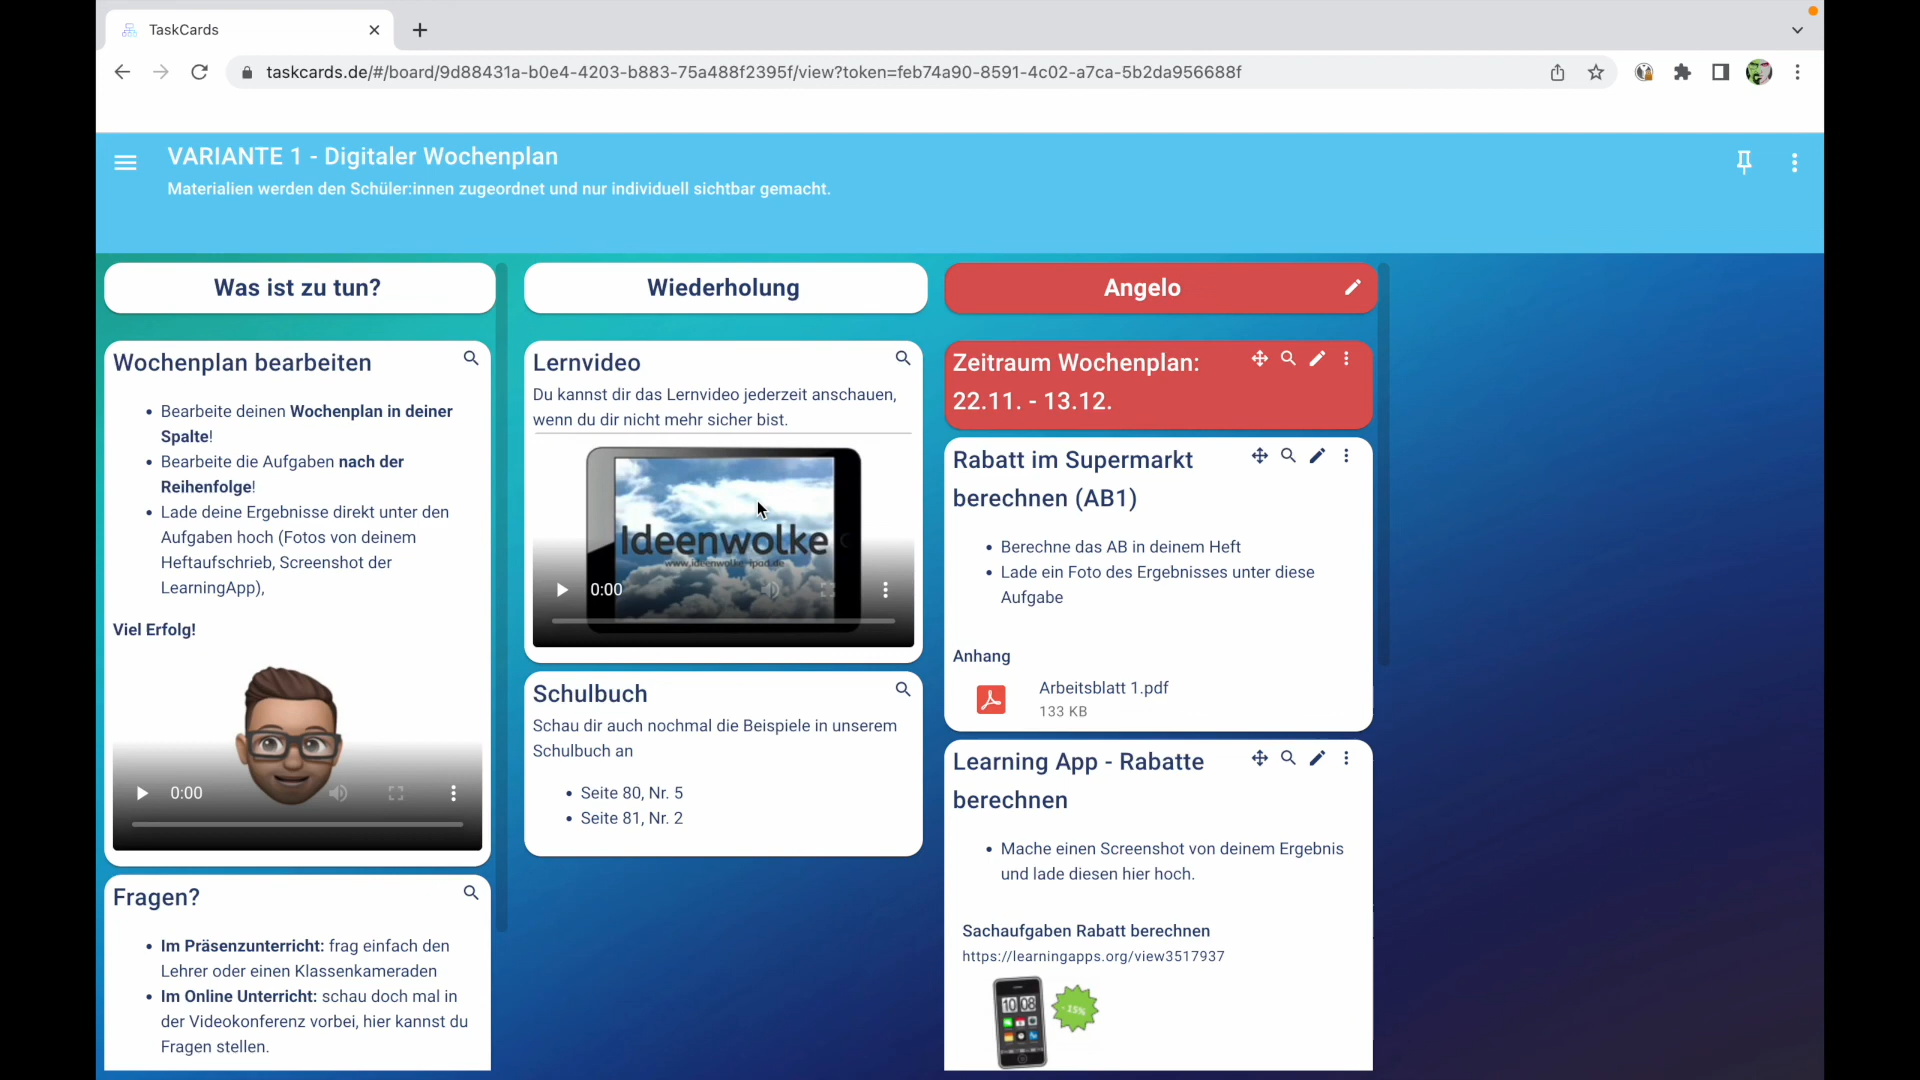 TaskCards
taskcards.de/#/board/9d88431a-b0e4-4203-b883-75a488f2395f/view?token=feb74a90-8591-4c02-a7ca-5b2da956688f
VARIANTE 1 - Digitaler Wochenplan
Materialien werden den Schüler:innen zugeordnet und nur individuell sichtbar gemacht.
Was ist zu tun?
Wochenplan bearbeiten
Bearbeite deinen Wochenplan in deiner
Spalte!
Bearbeite die Aufgaben nach der
Reihenfolge!
Lade deine Ergebnisse direkt unter den
Aufgaben hoch (Fotos von deinem
Heftaufschrieb, Screenshot der
LearningApp),
Viel Erfolg!
0:00
Fragen?
Im Präsenzunterricht: frag einfach den
Lehrer oder einen Klassenkameraden
Im Online Unterricht: schau doch mal in
der Videokonferenz vorbei, hier kannst du
Fragen stellen.
Wiederholung
Lernvideo
Du kannst dir das Lernvideo jederzeit anschauen,
wenn du dir nicht mehr sicher bist.
Ideenwolke
www.ideenwolke-ipad.de
0:00
Schulbuch
Schau dir auch nochmal die Beispiele in unserem
Schulbuch an
Seite 80, Nr. 5
Seite 81, Nr. 2
Angelo
Zeitraum Wochenplan:
22.11. - 13.12.
Rabatt im Supermarkt
berechnen (AB1)
Berechne das AB in deinem Heft
Lade ein Foto des Ergebnisses unter diese
Aufgabe
Anhang
Arbeitsblatt 1.pdf
133 KB
Learning App - Rabatte
berechnen
Mache einen Screenshot von deinem Ergebnis
und lade diesen hier hoch.
Sachaufgaben Rabatt berechnen
https://learningapps.org/view3517937
10 08
- 15%